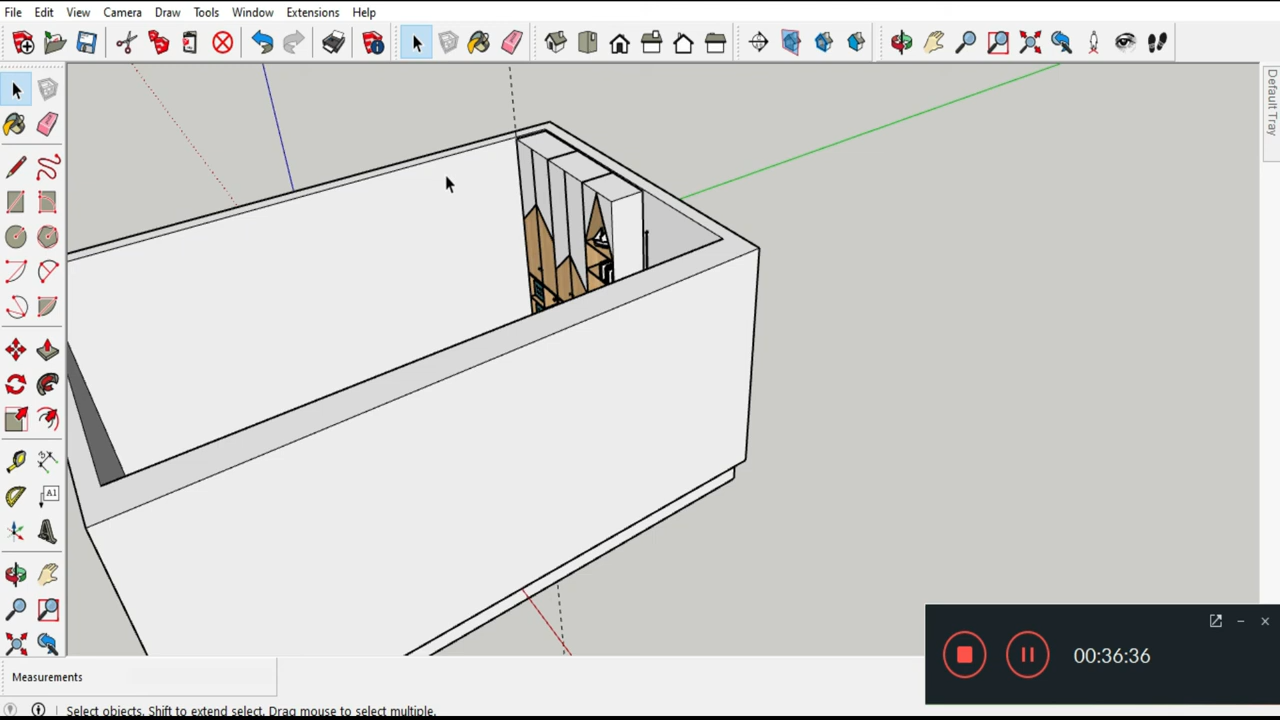 File Edit View Camera Draw Tools Window Extensions Help
Default Tray
A1
Measurements
00:36:36
Select objects. Shift to extend select. Drag mouse to select multiple.